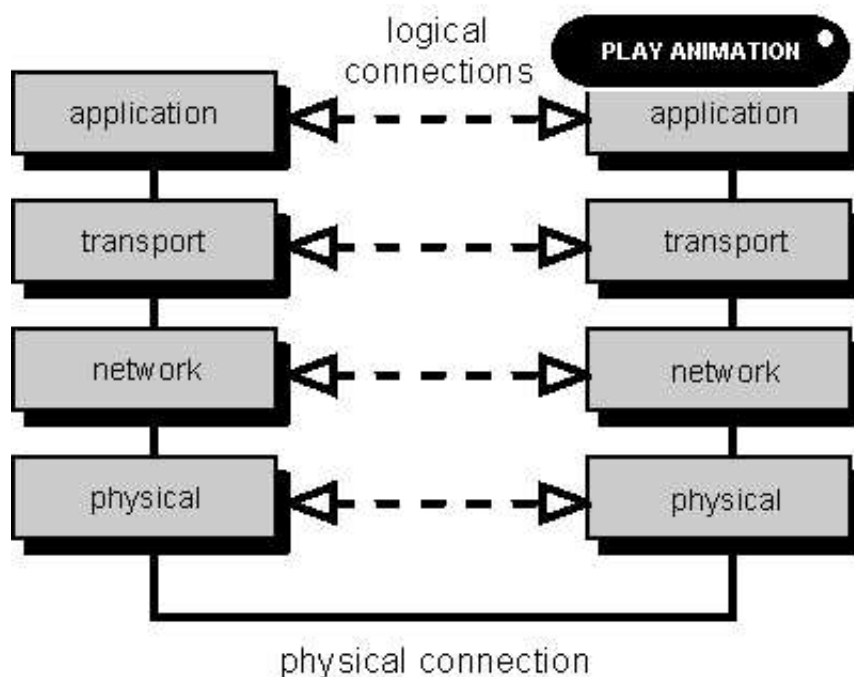 logical
connections
PLAY ANIMATION
application
application
transport
transport
network
network
physical
physical
physical connection